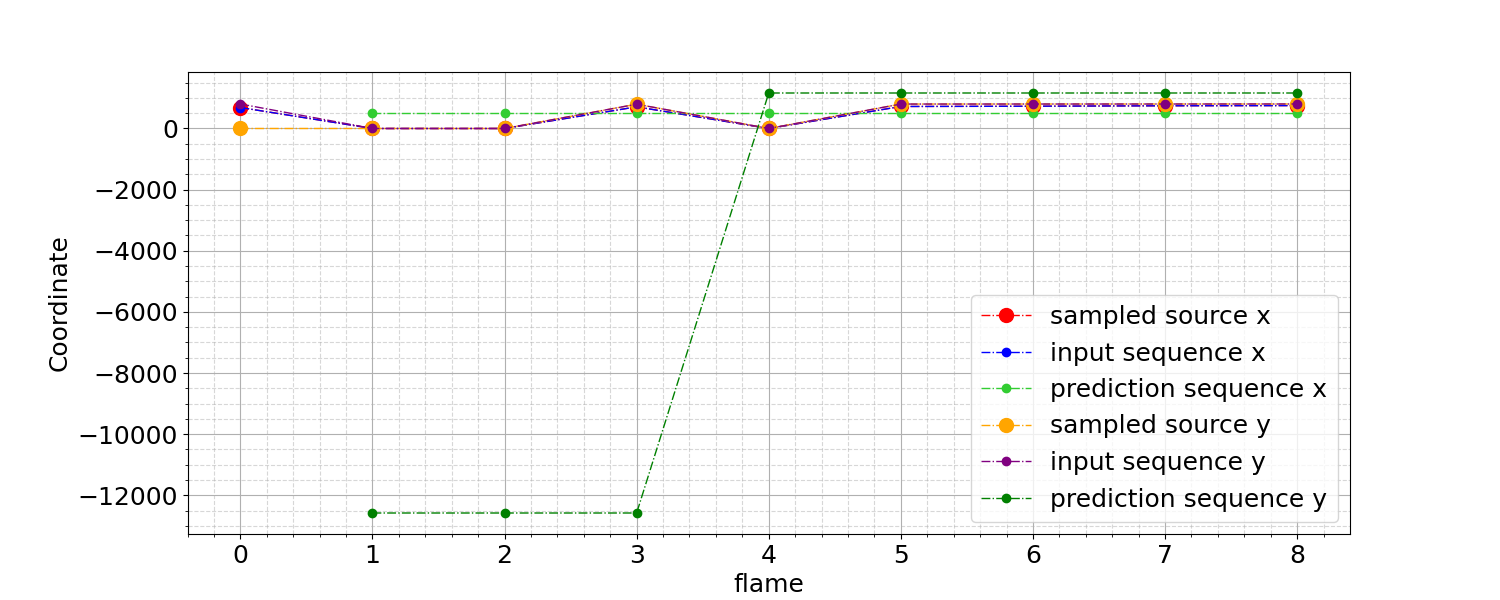 0
−2000
−4000
−6000
−8000
−10000
−12000
Coordinate
sampled source x
input sequence x
prediction sequence x
sampled source y
input sequence y
prediction sequence y
0 1 2 3 4 5 6 7 8
flame